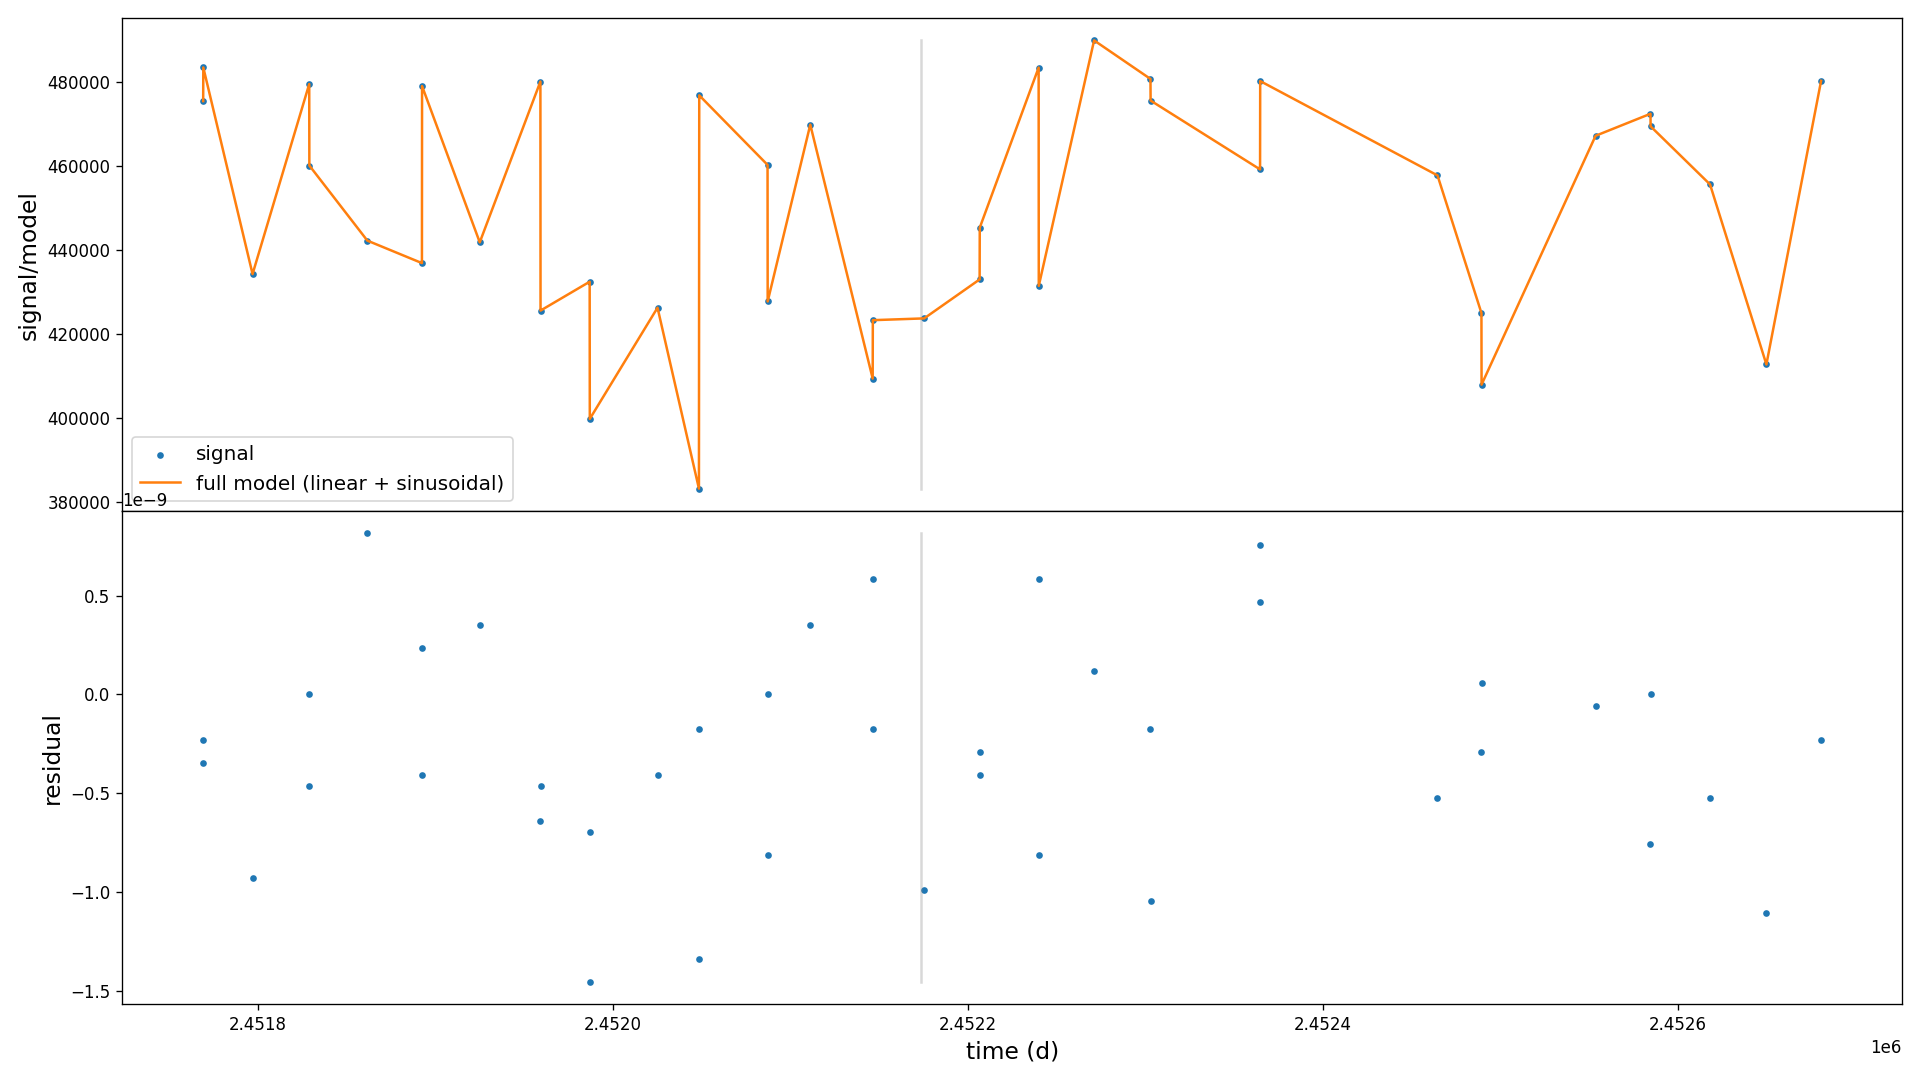 signal/model
480000
460000
440000
420000
400000
380000
signal
full model (linear + sinusoidal)
1e−9
residual
0.5
0.0
−0.5
−1.0
−1.5
2.4518
2.4520
2.4522
2.4524
2.4526
time (d)
1e6